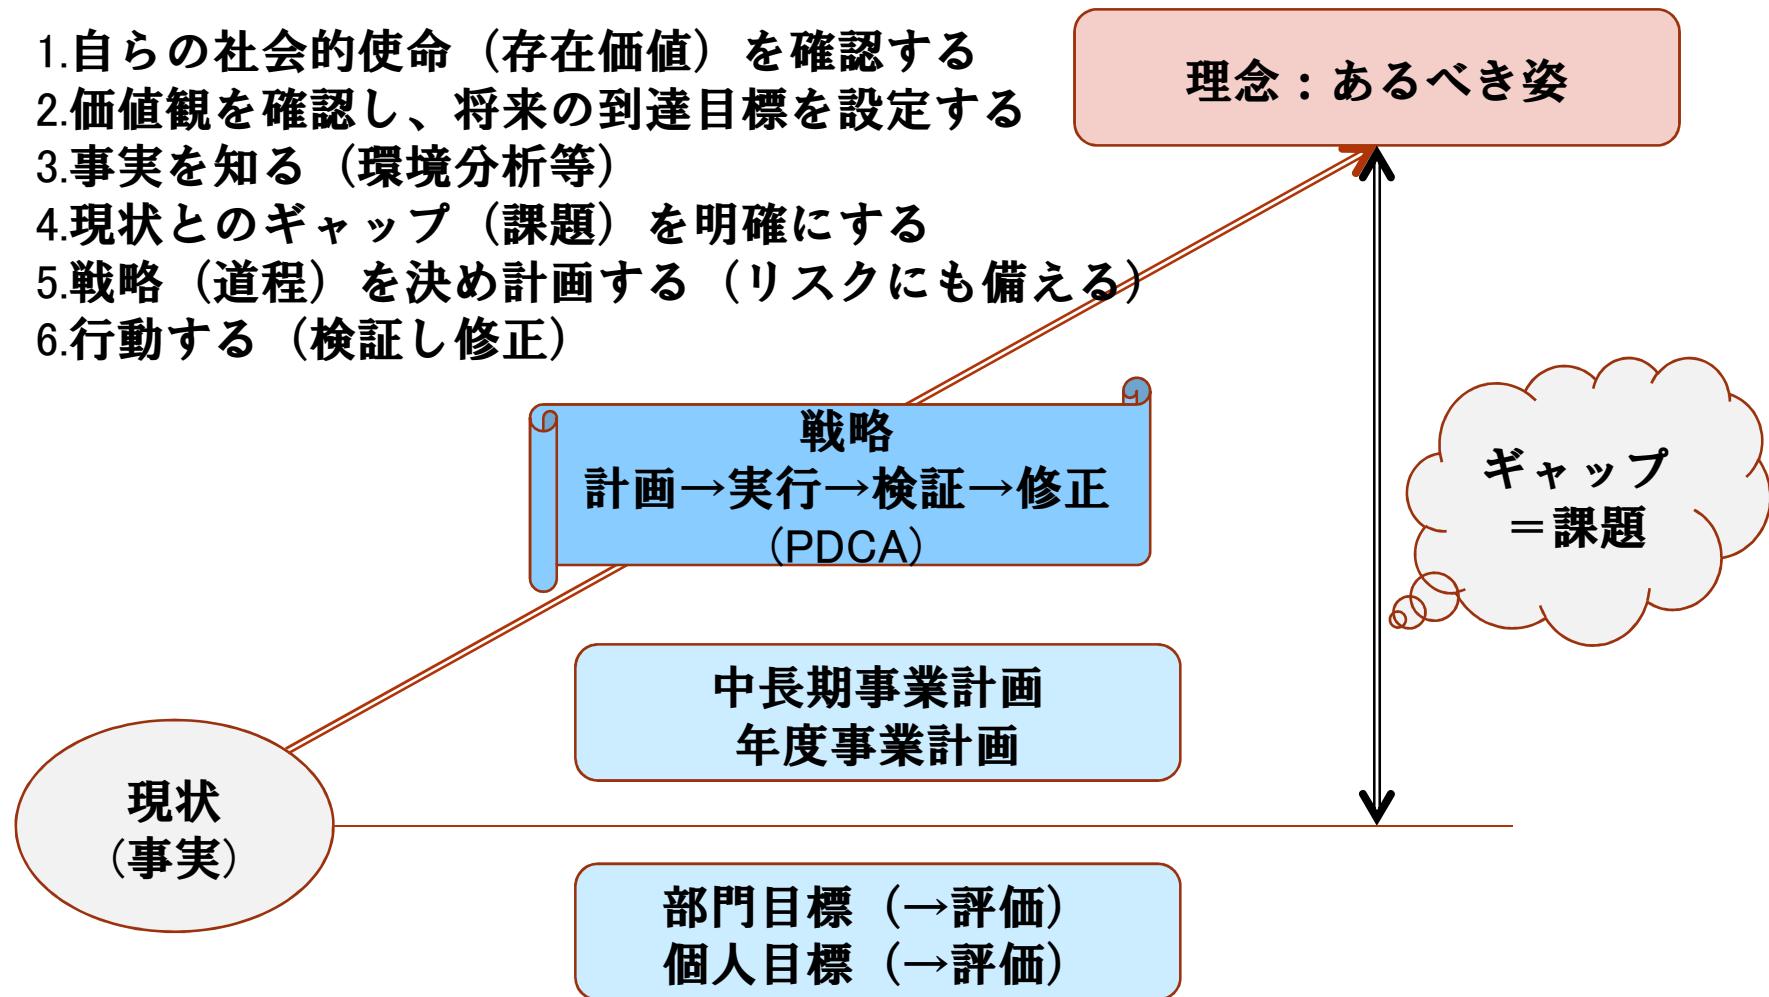 1.自らの社会的使命（存在価値）を確認する
2.価値観を確認し、将来の到達目標を設定する
3.事実を知る（環境分析等）
4.現状とのギャップ（課題）を明確にする
5.戦略（道程）を決め計画する（リスクにも備える）
6.行動する（検証し修正）
理念：あるべき姿
戦略
計画→実行→検証→修正
(PDCA)
ギャップ
＝課題
中長期事業計画
年度事業計画
現状
(事実)
部門目標（→評価）
個人目標（→評価）